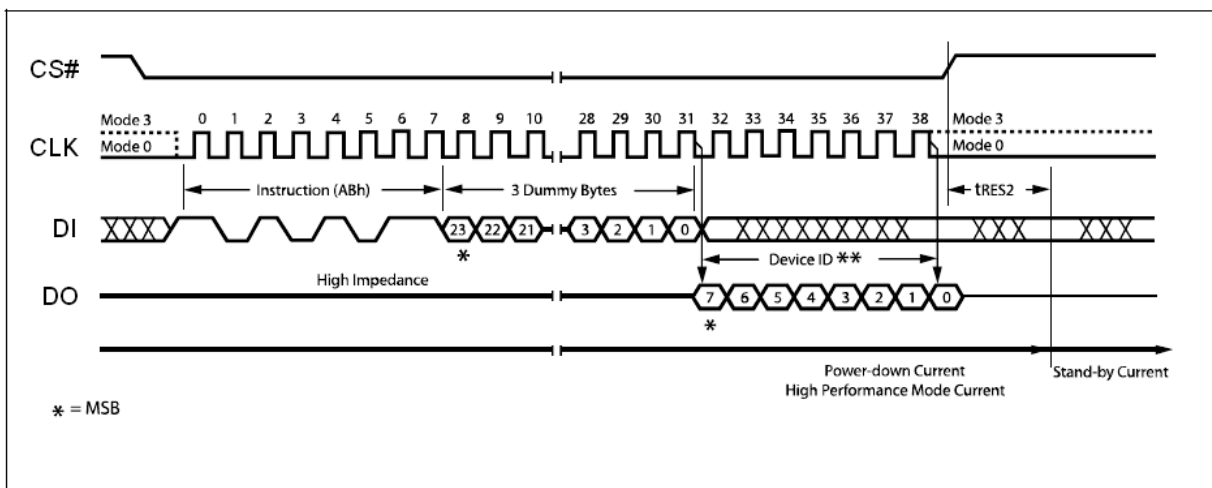 CS#
Mode 3 0 1 2 3 4 5 6 7 8 9 10 28 29 30 31 32 33 34 35 36 37 38 Mode 3
CLK Mode 0 Mode 0
Instruction (ABh) 3 Dummy Bytes tRES2
DI 23 22 21 3 2 1 0
* Device ID **
High Impedance
DO 7 6 5 4 3 2 1 0
*
Power-down Current Stand-by Current
High Performance Mode Current
* = MSB